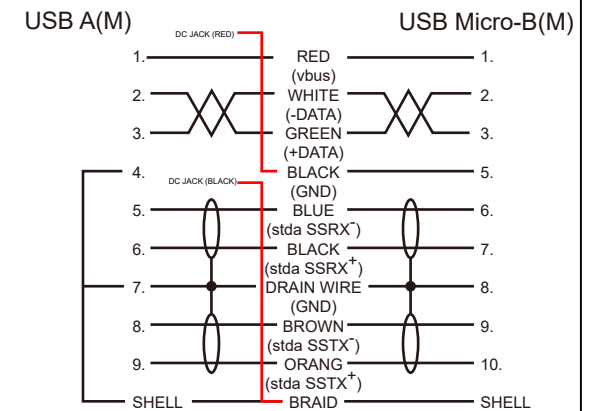 USB A(M) USB Micro-B(M)
DC JACK (RED)
1. RED 1.
(vbus)
2. WHITE 2.
(-DATA)
3. GREEN 3.
(+DATA)
4. BLACK 5.
DC JACK (BLACK)
(GND)
5. BLUE 6.
(stda SSRX-)
6. BLACK 7.
(stda SSRX+)
7. DRAIN WIRE 8.
(GND)
8. BROWN 9.
(stda SSTX-)
9. ORANG 10.
(stda SSTX+)
SHELL BRAID SHELL